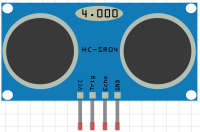 4.000
HC-SR04
VCC
Trig
Echo
GND